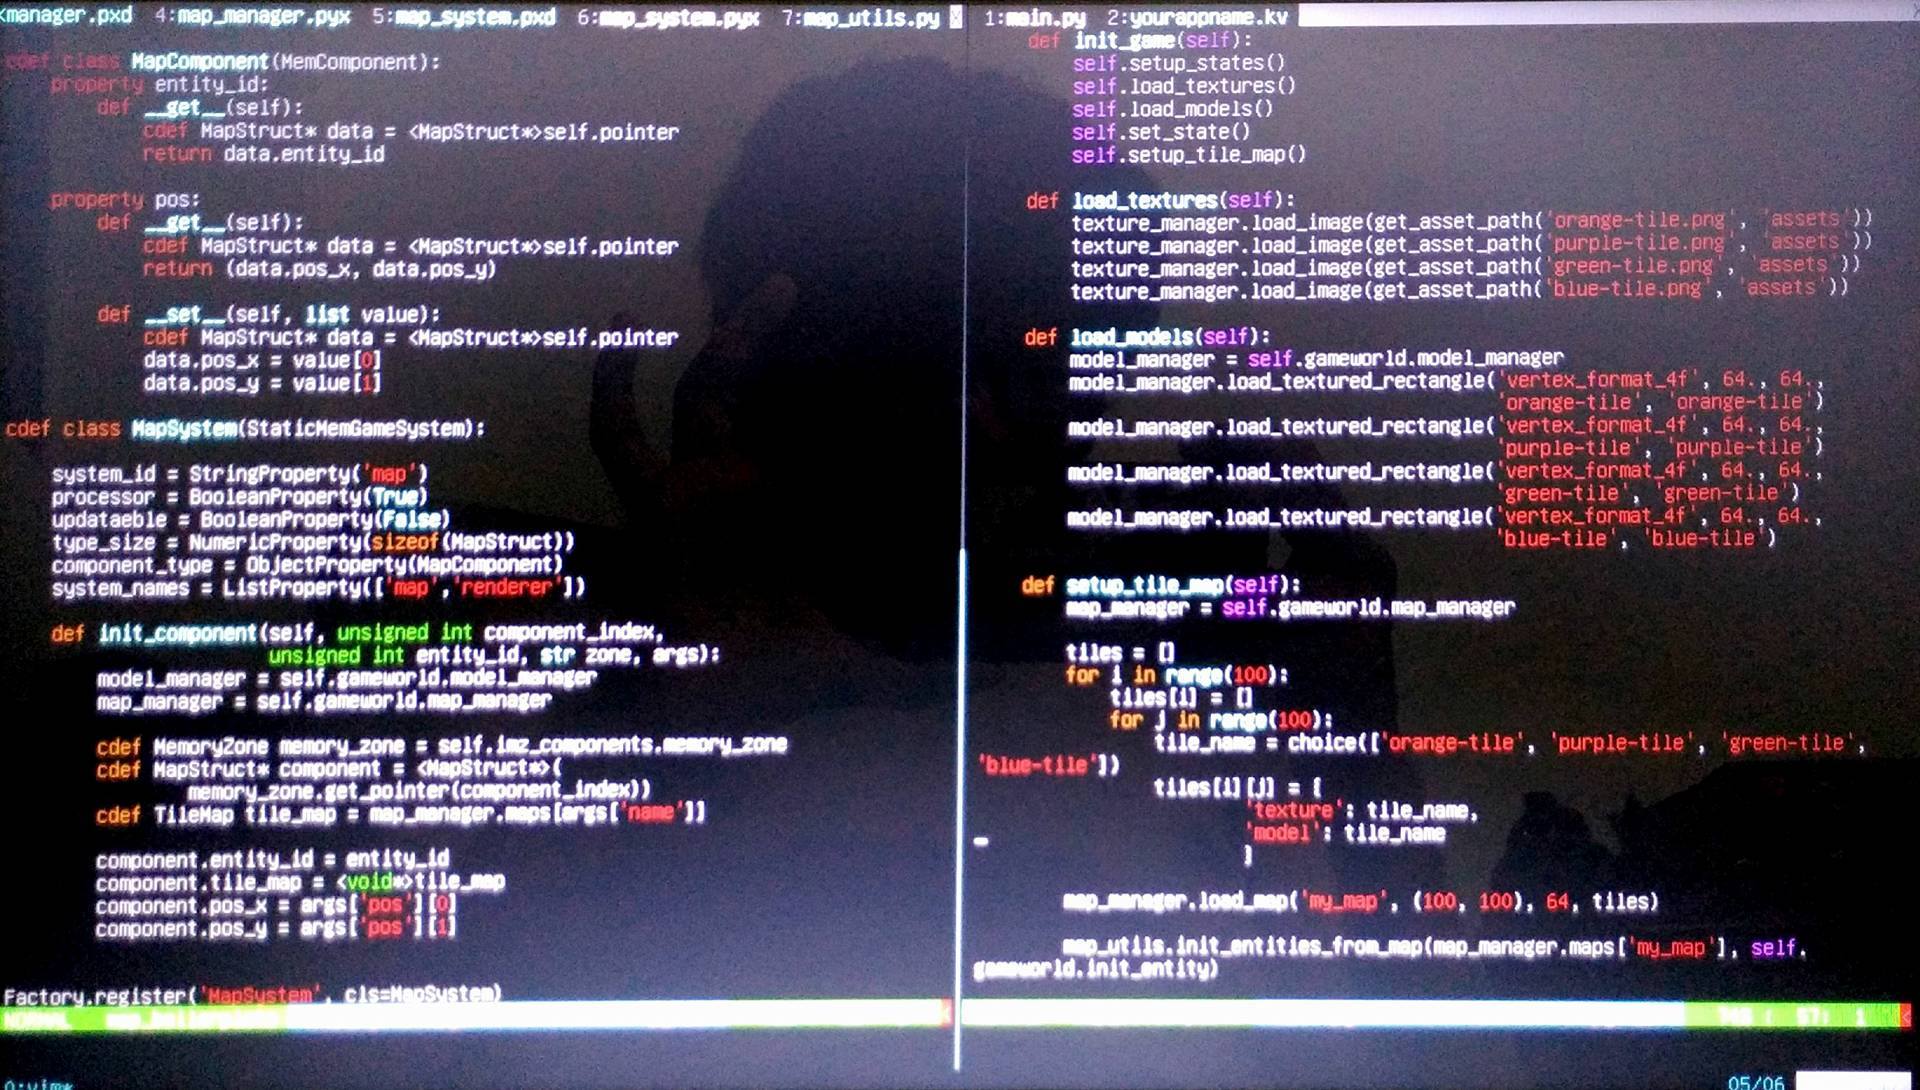 <manager.pxd 4:map_manager.pyx 5:map_system.pxd 6:map_system.pyx 7:map_utils.py
cdef class MapComponent(MemComponent):
property entity_id:
def __get__(self):
cdef MapStruct* data = <MapStruct*>self.pointer
return data.entity_id
property pos:
def __get__(self):
cdef MapStruct* data = <MapStruct*>self.pointer
return (data.pos_x, data.pos_y)
def __set__(self, list value):
cdef MapStruct* data = <MapStruct*>self.pointer
data.pos_x = value[0]
data.pos_y = value[1]
cdef class MapSystem(StaticMemGameSystem):
system_id = StringProperty('map')
processor = BooleanProperty(True)
updataeble = BooleanProperty(False)
type_size = NumericProperty(sizeof(MapStruct))
component_type = ObjectProperty(MapComponent)
system_names = ListProperty(['map','renderer'])
def init_component(self, unsigned int component_index,
unsigned int entity_id, str zone, args):
model_manager = self.gameworld.model_manager
map_manager = self.gameworld.map_manager
cdef MemoryZone memory_zone = self.imz_components.memory_zone
cdef MapStruct* component = <MapStruct*>(
memory_zone.get_pointer(component_index))
cdef TileMap tile_map = map_manager.maps[args['name']]
component.entity_id = entity_id
component.tile_map = <void*>tile_map
component.pos_x = args['pos'][0]
component.pos_y = args['pos'][1]
Factory.register('MapSystem', cls=MapSystem)
NORMAL
0:vim*
1:main.py 2:yourappname.kv
def init_game(self):
self.setup_states()
self.load_textures()
self.load_models()
self.set_state()
self.setup_tile_map()
def load_textures(self):
texture_manager.load_image(get_asset_path('orange-tile.png', 'assets'))
texture_manager.load_image(get_asset_path('purple-tile.png', 'assets'))
texture_manager.load_image(get_asset_path('green-tile.png', 'assets'))
texture_manager.load_image(get_asset_path('blue-tile.png', 'assets'))
def load_models(self):
model_manager = self.gameworld.model_manager
model_manager.load_textured_rectangle('vertex_format_4f', 64., 64.,
'orange-tile', 'orange-tile')
model_manager.load_textured_rectangle('vertex_format_4f', 64., 64.,
'purple-tile', 'purple-tile')
model_manager.load_textured_rectangle('vertex_format_4f', 64., 64.,
'green-tile', 'green-tile')
model_manager.load_textured_rectangle('vertex_format_4f', 64., 64.,
'blue-tile', 'blue-tile')
def setup_tile_map(self):
map_manager = self.gameworld.map_manager
tiles = []
for i in range(100):
tiles[i] = []
for j in range(100):
tile_name = choice(['orange-tile', 'purple-tile', 'green-tile',
'blue-tile'])
tiles[i][j] = {
'texture': tile_name,
'model': tile_name
}
map_manager.load_map('my_map', (100, 100), 64, tiles)
map_utils.init_entities_from_map(map_manager.maps['my_map'], self.
gameworld.init_entity)
05/06